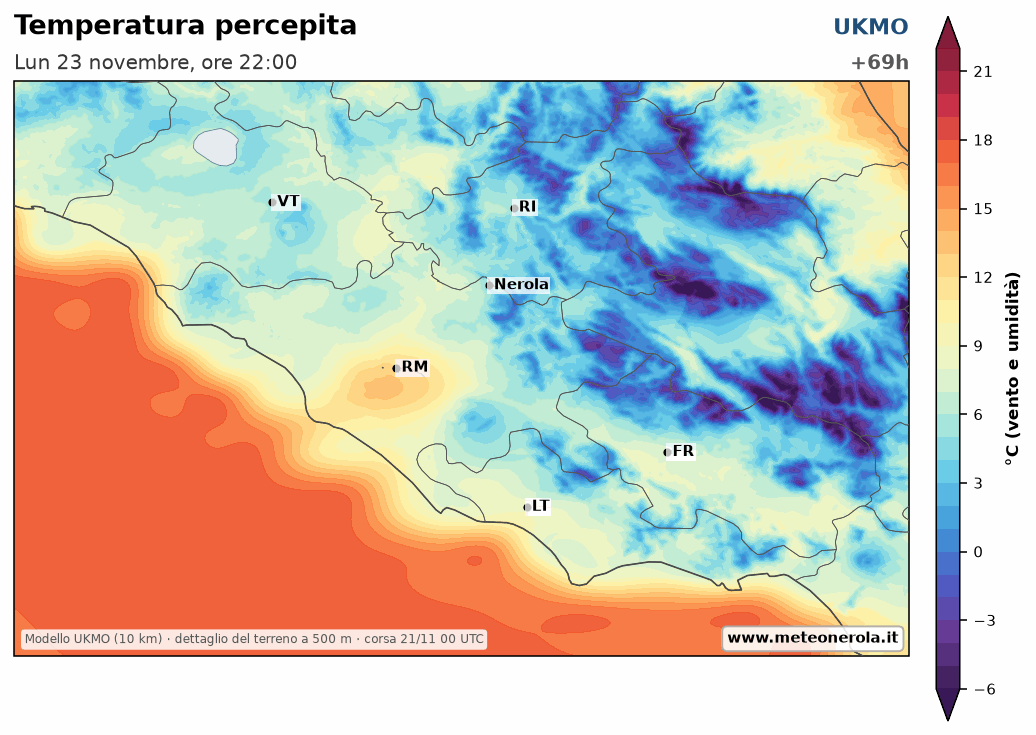 Temperatura percepita
UKMO
Lun 23 novembre, ore 22:00
+69h
VT
RI
Nerola
RM
FR
LT
Modello UKMO (10 km) · dettaglio del terreno a 500 m · corsa 21/11 00 UTC
www.meteonerola.it
21
18
15
12
9
6
3
0
−3
−6
°C (vento e umidità)